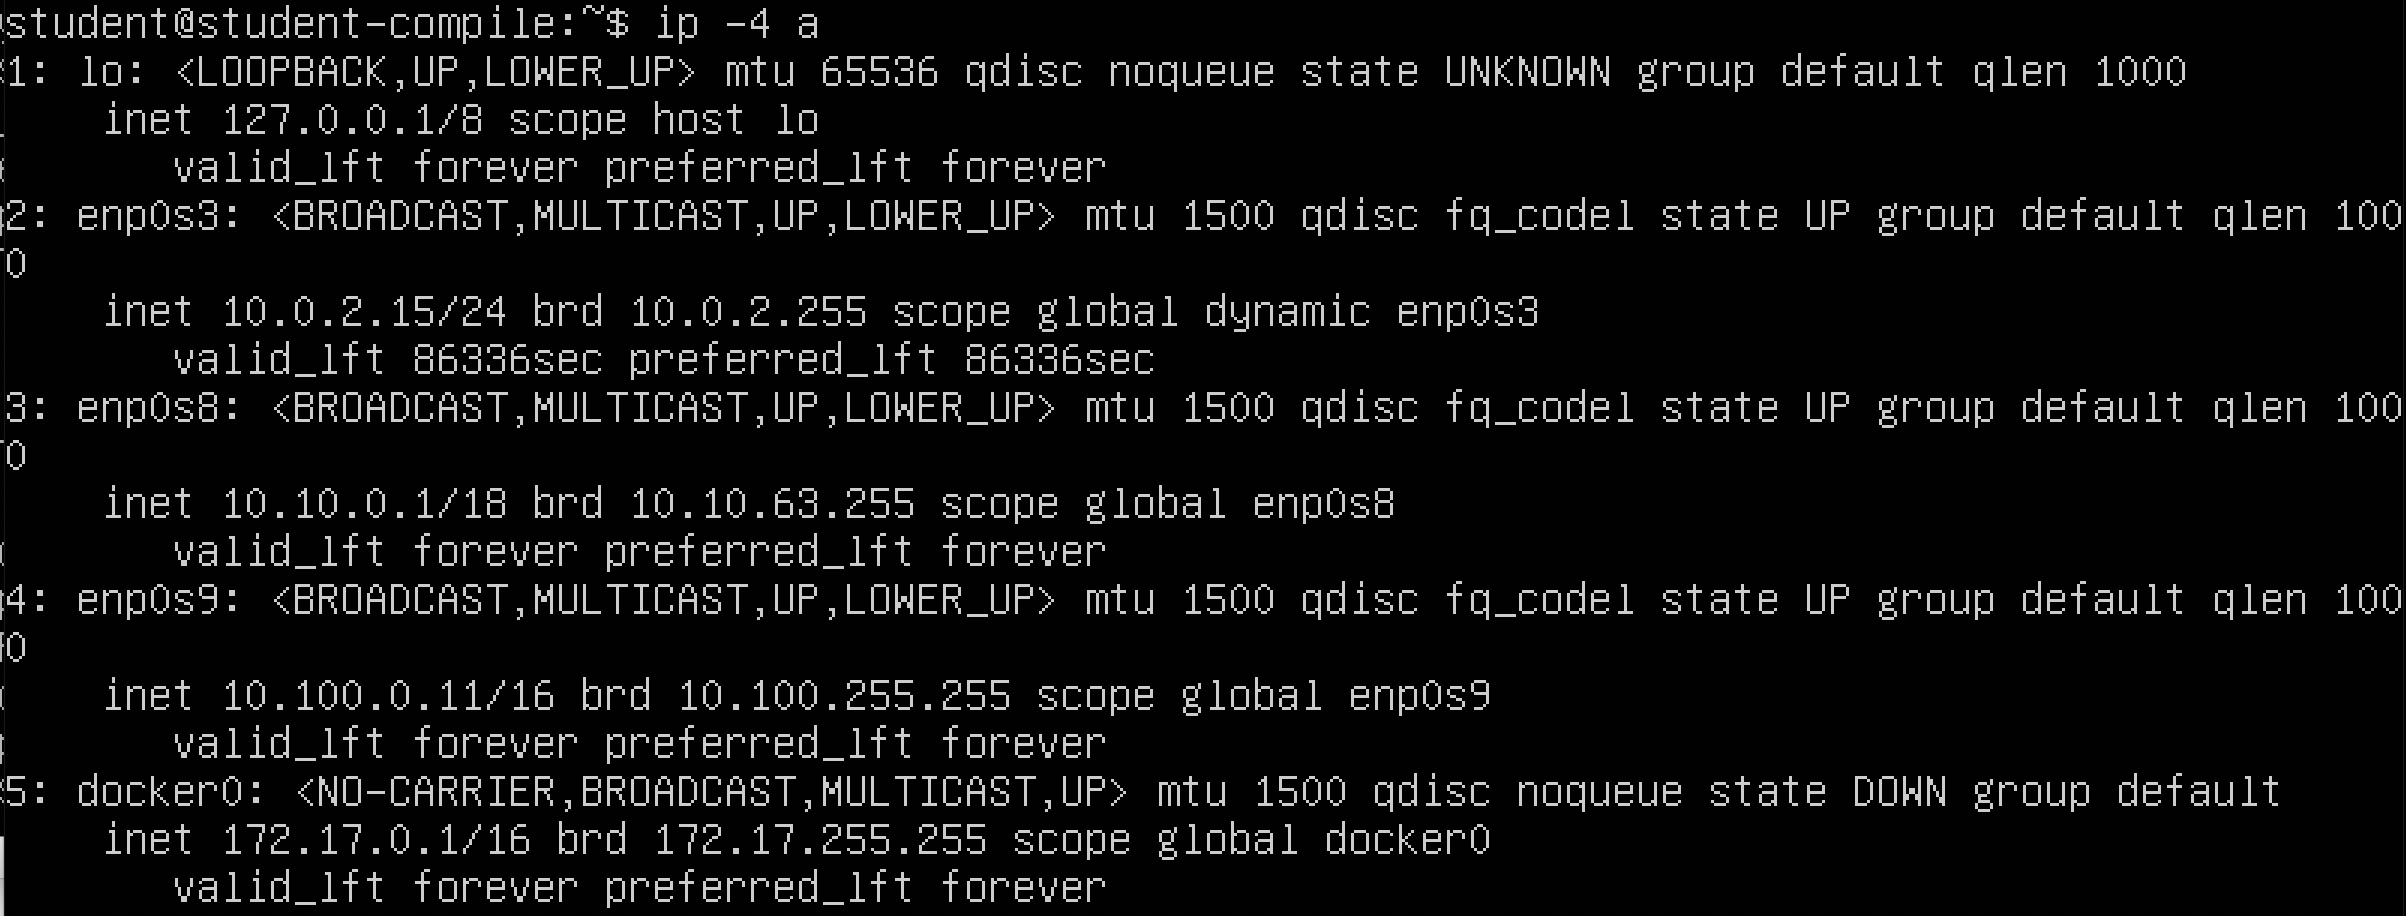 student@student-compile:~$ ip -4 a
1: lo: <LOOPBACK,UP,LOWER_UP> mtu 65536 qdisc noqueue state UNKNOWN group default qlen 1000
    inet 127.0.0.1/8 scope host lo
       valid_lft forever preferred_lft forever
2: enp0s3: <BROADCAST,MULTICAST,UP,LOWER_UP> mtu 1500 qdisc fq_codel state UP group default qlen 100
0
    inet 10.0.2.15/24 brd 10.0.2.255 scope global dynamic enp0s3
       valid_lft 86336sec preferred_lft 86336sec
3: enp0s8: <BROADCAST,MULTICAST,UP,LOWER_UP> mtu 1500 qdisc fq_codel state UP group default qlen 100
0
    inet 10.10.0.1/18 brd 10.10.63.255 scope global enp0s8
       valid_lft forever preferred_lft forever
4: enp0s9: <BROADCAST,MULTICAST,UP,LOWER_UP> mtu 1500 qdisc fq_codel state UP group default qlen 100
0
    inet 10.100.0.11/16 brd 10.100.255.255 scope global enp0s9
       valid_lft forever preferred_lft forever
5: docker0: <NO-CARRIER,BROADCAST,MULTICAST,UP> mtu 1500 qdisc noqueue state DOWN group default
    inet 172.17.0.1/16 brd 172.17.255.255 scope global docker0
       valid_lft forever preferred_lft forever